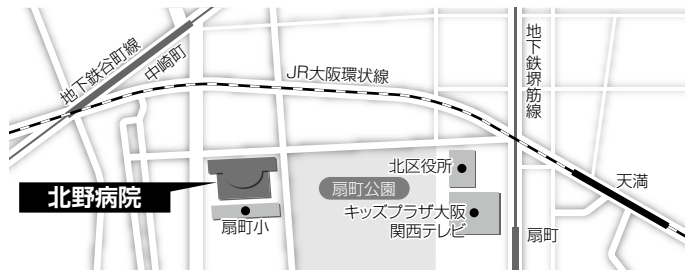 地下鉄谷町線
中崎町
JR大阪環状線
地下鉄堺筋線
北区役所
天満
扇町公園
北野病院
キッズプラザ大阪
関西テレビ
扇町小
扇町